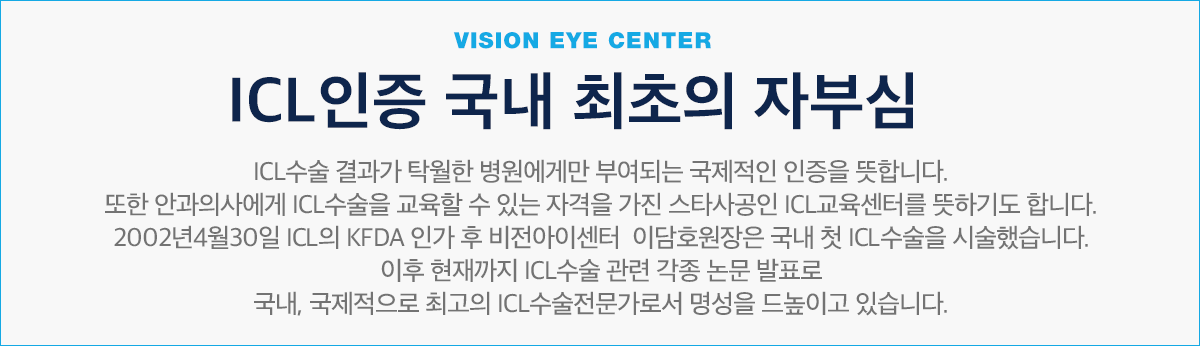 VISION EYE CENTER
ICL인증 국내 최초의 자부심
ICL수술 결과가 탁월한 병원에게만 부여되는 국제적인 인증을 뜻합니다.
또한 안과의사에게 ICL수술을 교육할 수 있는 자격을 가진 스타사공인 ICL교육센터를 뜻하기도 합니다.
2002년4월30일 ICL의 KFDA 인가 후 비전아이센터 이담호원장은 국내 첫 ICL수술을 시술했습니다.
이후 현재까지 ICL수술 관련 각종 논문 발표로
국내, 국제적으로 최고의 ICL수술전문가로서 명성을 드높이고 있습니다.